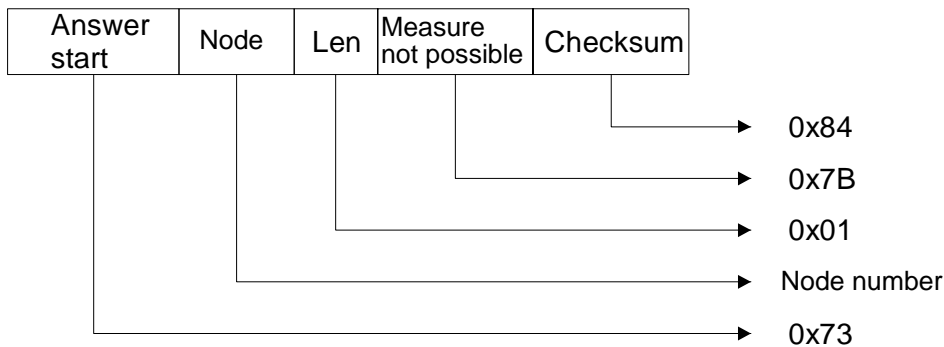 Answer
start
Node
Len
Measure
not possible
Checksum
0x84
0x7B
0x01
Node number
0x73